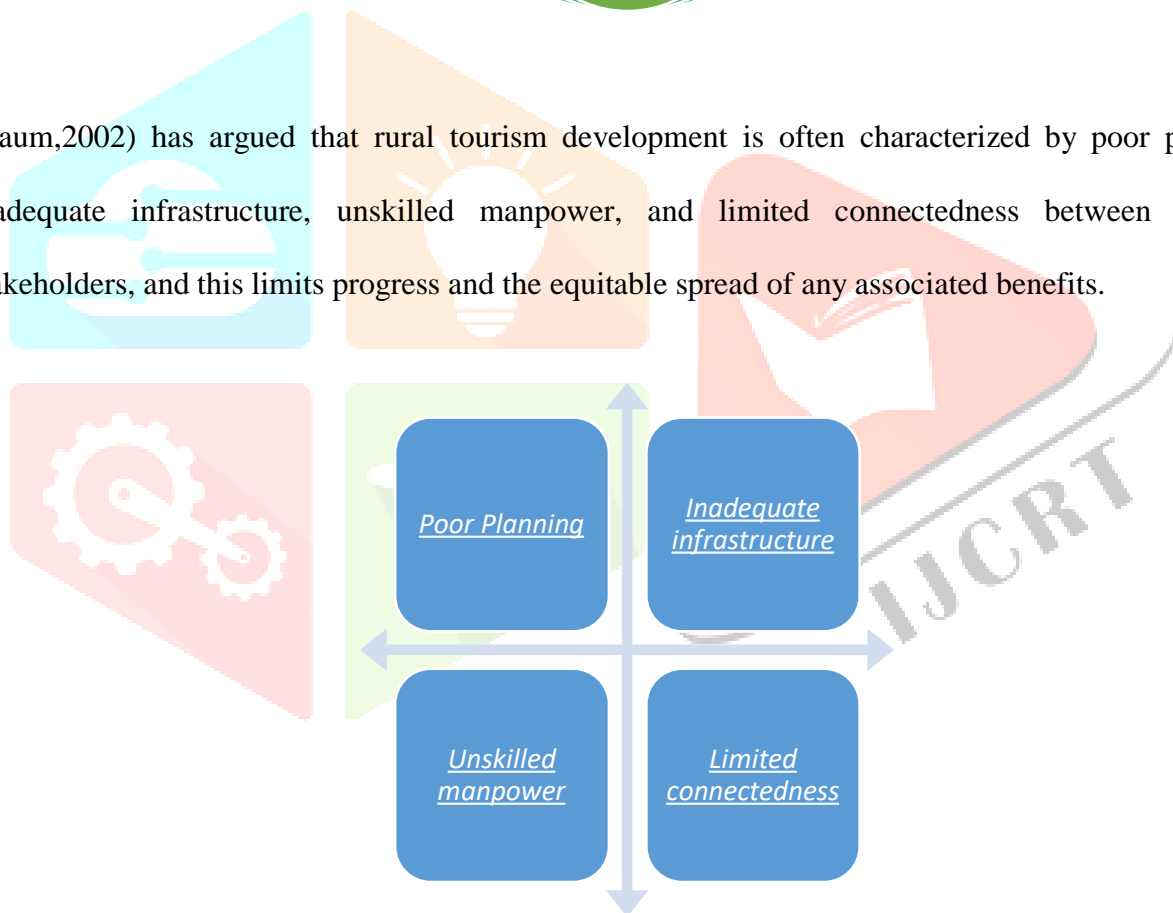 aum,2002) has argued that rural tourism development is often characterized by poor p
adequate infrastructure, unskilled manpower, and limited connectedness between
akeholders, and this limits progress and the equitable spread of any associated benefits.
Poor Planning
Inadequate
infrastructure
IJCRT
Unskilled
manpower
Limited
connectedness